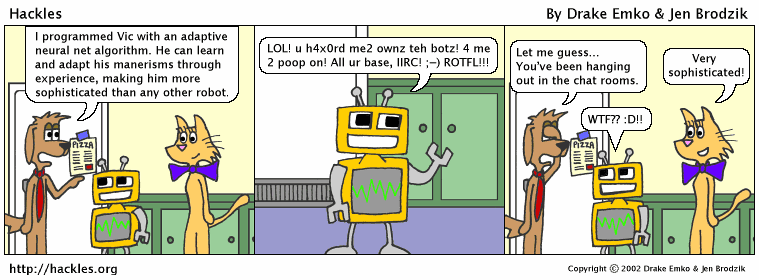 Hackles
By Drake Emko & Jen Brodzik
I programmed Vic with an adaptive
neural net algorithm. He can learn
and adapt his manerisms through
experience, making him more
sophisticated than any other robot.
PIZZA
LOL! u h4x0rd me2 ownz teh botz! 4 me
2 poop on! All ur base, IIRC! ;-) ROTFL!!!
Let me guess...
You've been hanging
out in the chat rooms.
PIZZA
WTF?? :D!!
Very
sophisticated!
http://hackles.org
Copyright © 2002 Drake Emko & Jen Brodzik